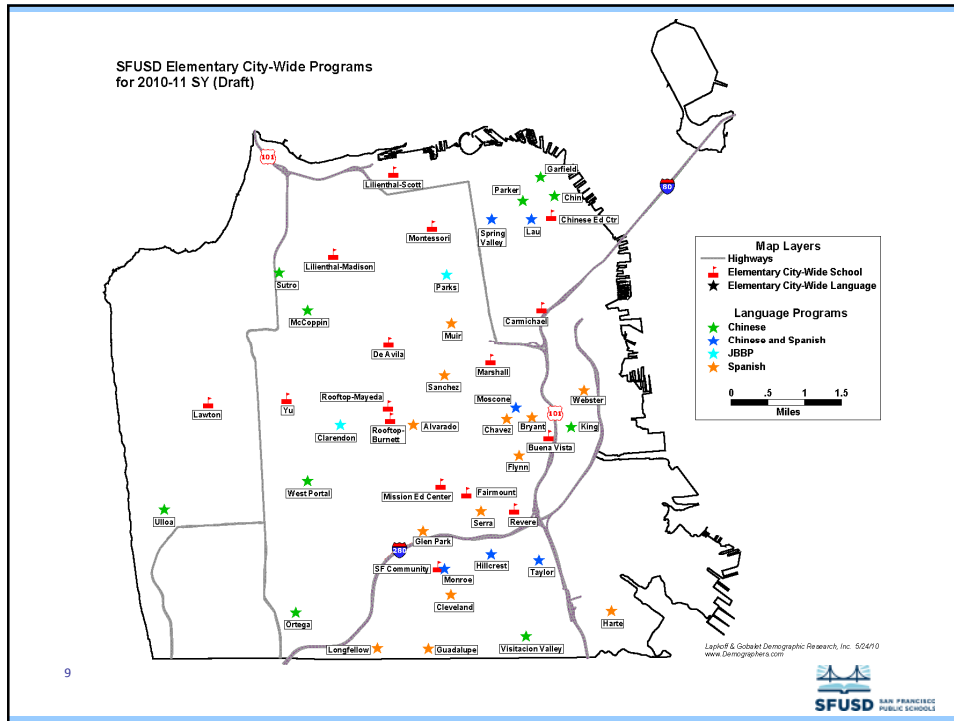 SFUSD Elementary City-Wide Programs
for 2010-11 SY (Draft)
101
80
Lilienthal-Scott
Garfield
Parker
Chin
Chinese Ed Ctr
Spring
Valley
Lau
Montessori
Lilienthal-Madison
Sutro
Parks
McCoppin
Carmichael
Muir
De Avila
Marshall
Sanchez
Rooftop-Mayeda
Moscone
Webster
Lawton
Yu
Clarendon
Rooftop-
Burnett
Alvarado
Chavez
Bryant
101
King
Buena Vista
Flynn
West Portal
Mission Ed Center
Fairmount
Ulloa
Serra
Revere
Glen Park
280
SF Community
Monroe
Hillcrest
Taylor
Cleveland
Ortega
Harte
Longfellow
Guadalupe
Visitacion Valley
Map Layers
Highways
Elementary City-Wide School
Elementary City-Wide Language
Language Programs
Chinese
Chinese and Spanish
JBBP
Spanish
0 .5 1 1.5
Miles
Lapkoff & Gobalet Demographic Research, Inc. 5/24/10
www.Demographers.com
9
SFUSD
SAN FRANCISCO
PUBLIC SCHOOLS